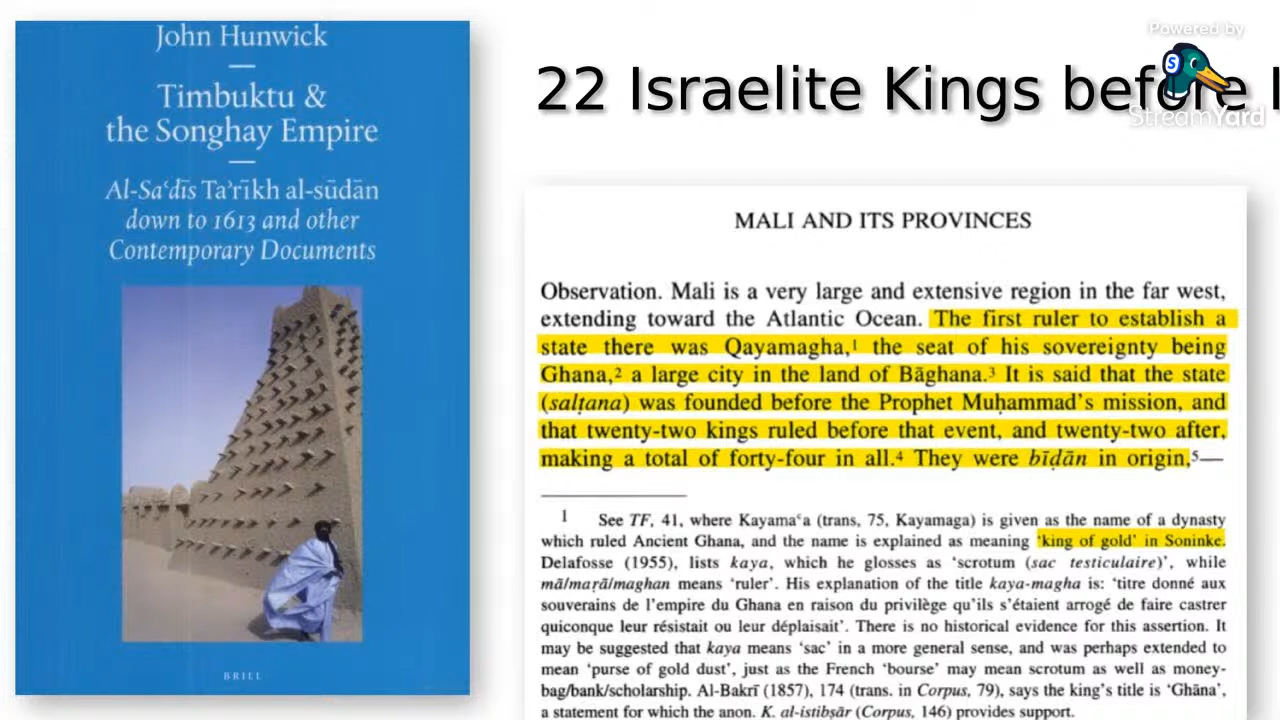 John Hunwick
Timbuktu &
the Songhay Empire
Al-Saʿdīs Taʾrīkh al-sūdān
down to 1613 and other
Contemporary Documents
BRILL
22 Israelite Kings before
Powered by
StreamYard
MALI AND ITS PROVINCES
Observation. Mali is a very large and extensive region in the far west,
extending toward the Atlantic Ocean. The first ruler to establish a
state there was Qayamagha,¹ the seat of his sovereignty being
Ghana,² a large city in the land of Bāghana.³ It is said that the state
(salṭana) was founded before the Prophet Muḥammad's mission, and
that twenty-two kings ruled before that event, and twenty-two after,
making a total of forty-four in all.⁴ They were bīḍān in origin,⁵—
1 See TF, 41, where Kayamaʿa (trans, 75, Kayamaga) is given as the name of a dynasty
which ruled Ancient Ghana, and the name is explained as meaning 'king of gold' in Soninke.
Delafosse (1955), lists kaya, which he glosses as 'scrotum (sac testiculaire)', while
mā/maṛā/maghan means 'ruler'. His explanation of the title kaya-magha is: 'titre donné aux
souverains de l'empire du Ghana en raison du privilège qu'ils s'étaient arrogé de faire castrer
quiconque leur résistait ou leur déplaisait'. There is no historical evidence for this assertion. It
may be suggested that kaya means 'sac' in a more general sense, and was perhaps extended to
mean 'purse of gold dust', just as the French 'bourse' may mean scrotum as well as money-
bag/bank/scholarship. Al-Bakrī (1857), 174 (trans. in Corpus, 79), says the king's title is 'Ghāna',
a statement for which the anon. K. al-istibṣār (Corpus, 146) provides support.